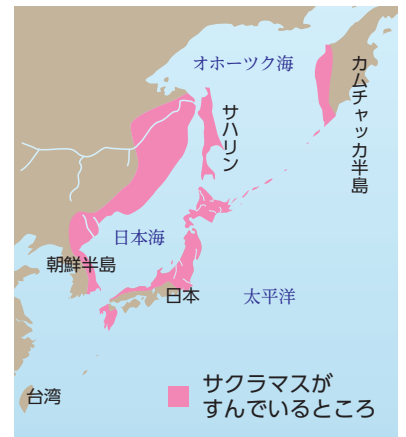 オホーツク海
カムチャッカ半島
サハリン
日本海
朝鮮半島
日本
太平洋
台湾
サクラマスが
すんでいるところ